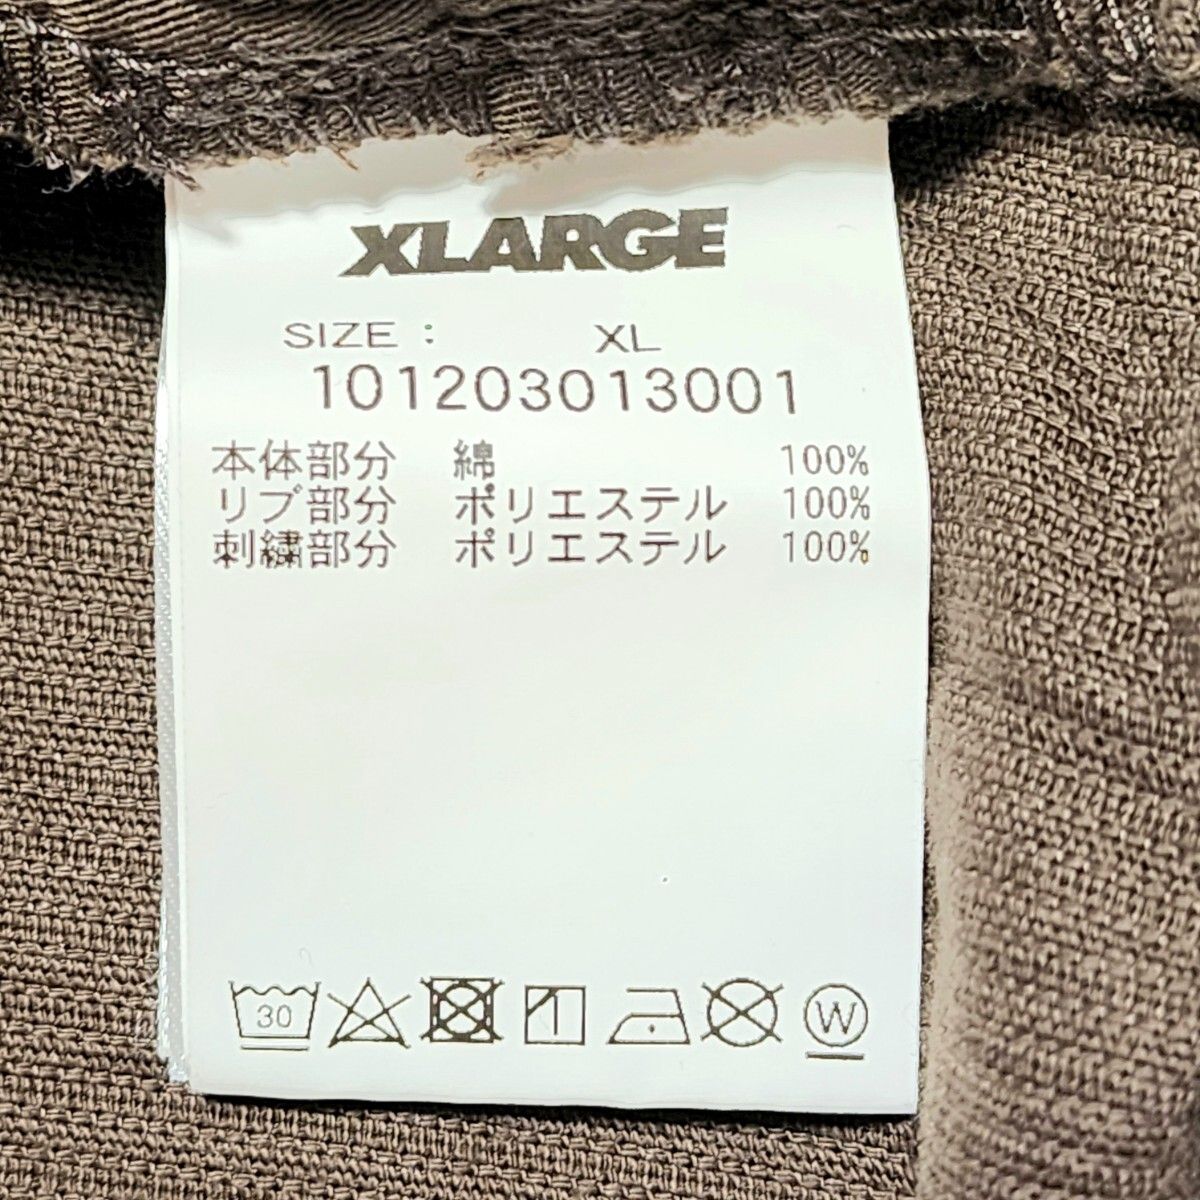 XLARGE
SIZE : XL
101203013001
本体部分 綿 100%
リブ部分 ポリエステル 100%
刺繍部分 ポリエステル 100%
30 W